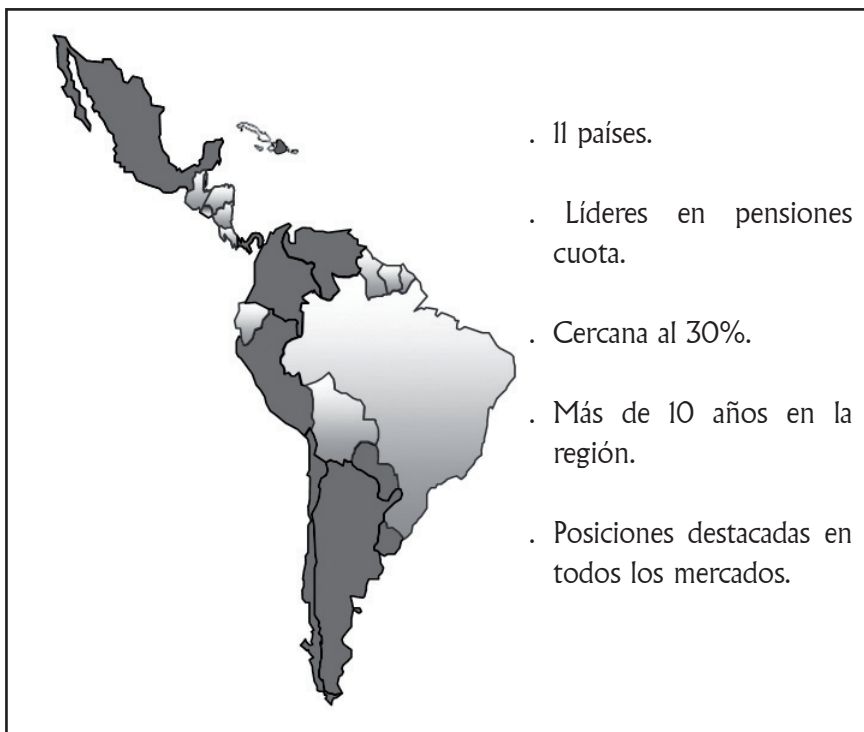 . 11 países.
. Líderes en pensiones
cuota.
. Cercana al 30%.
. Más de 10 años en la
región.
. Posiciones destacadas en
todos los mercados.